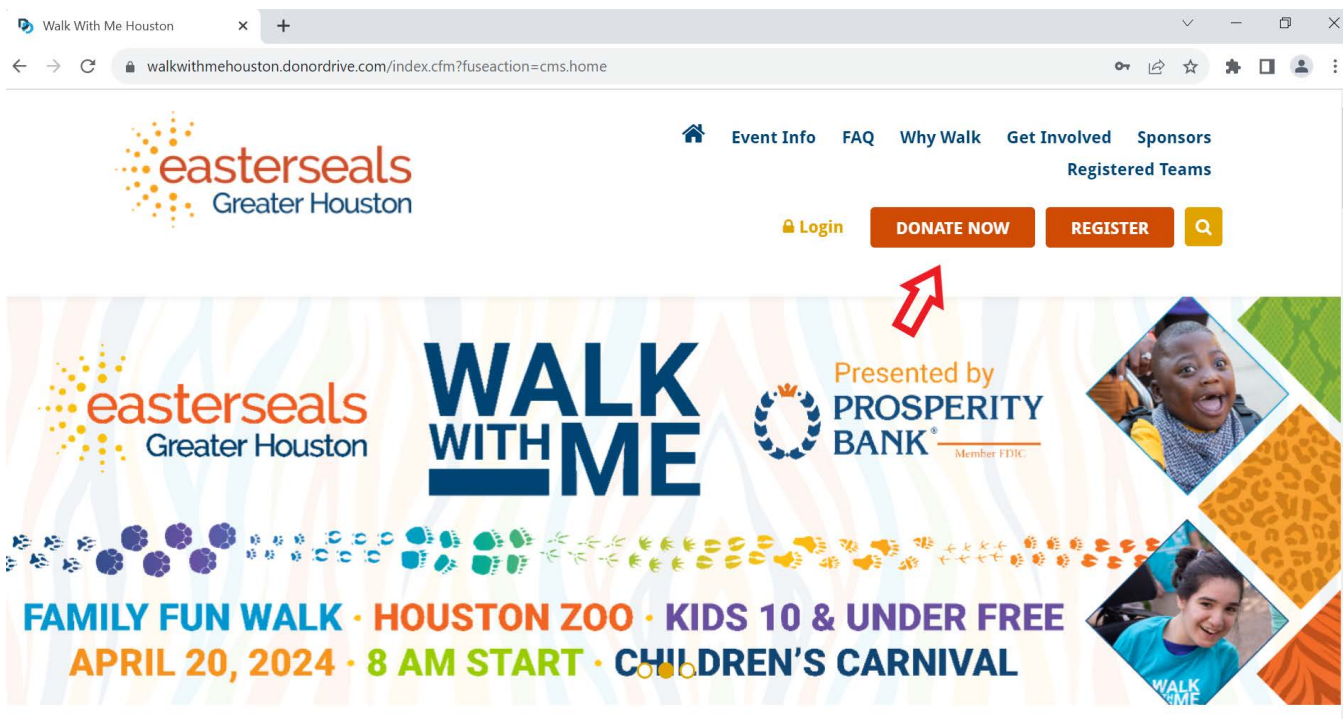 Walk With Me Houston
walkwithmehouston.donordrive.com/index.cfm?fuseaction=cms.home
easterseals
Greater Houston
Event Info FAQ Why Walk Get Involved Sponsors
Registered Teams
Login DONATE NOW REGISTER
easterseals
Greater Houston
WALK
WITH ME
Presented by
PROSPERITY
BANK®
Member FDIC
FAMILY FUN WALK · HOUSTON ZOO · KIDS 10 & UNDER FREE
APRIL 20, 2024 · 8 AM START · CHILDREN'S CARNIVAL
WALK
WITH ME